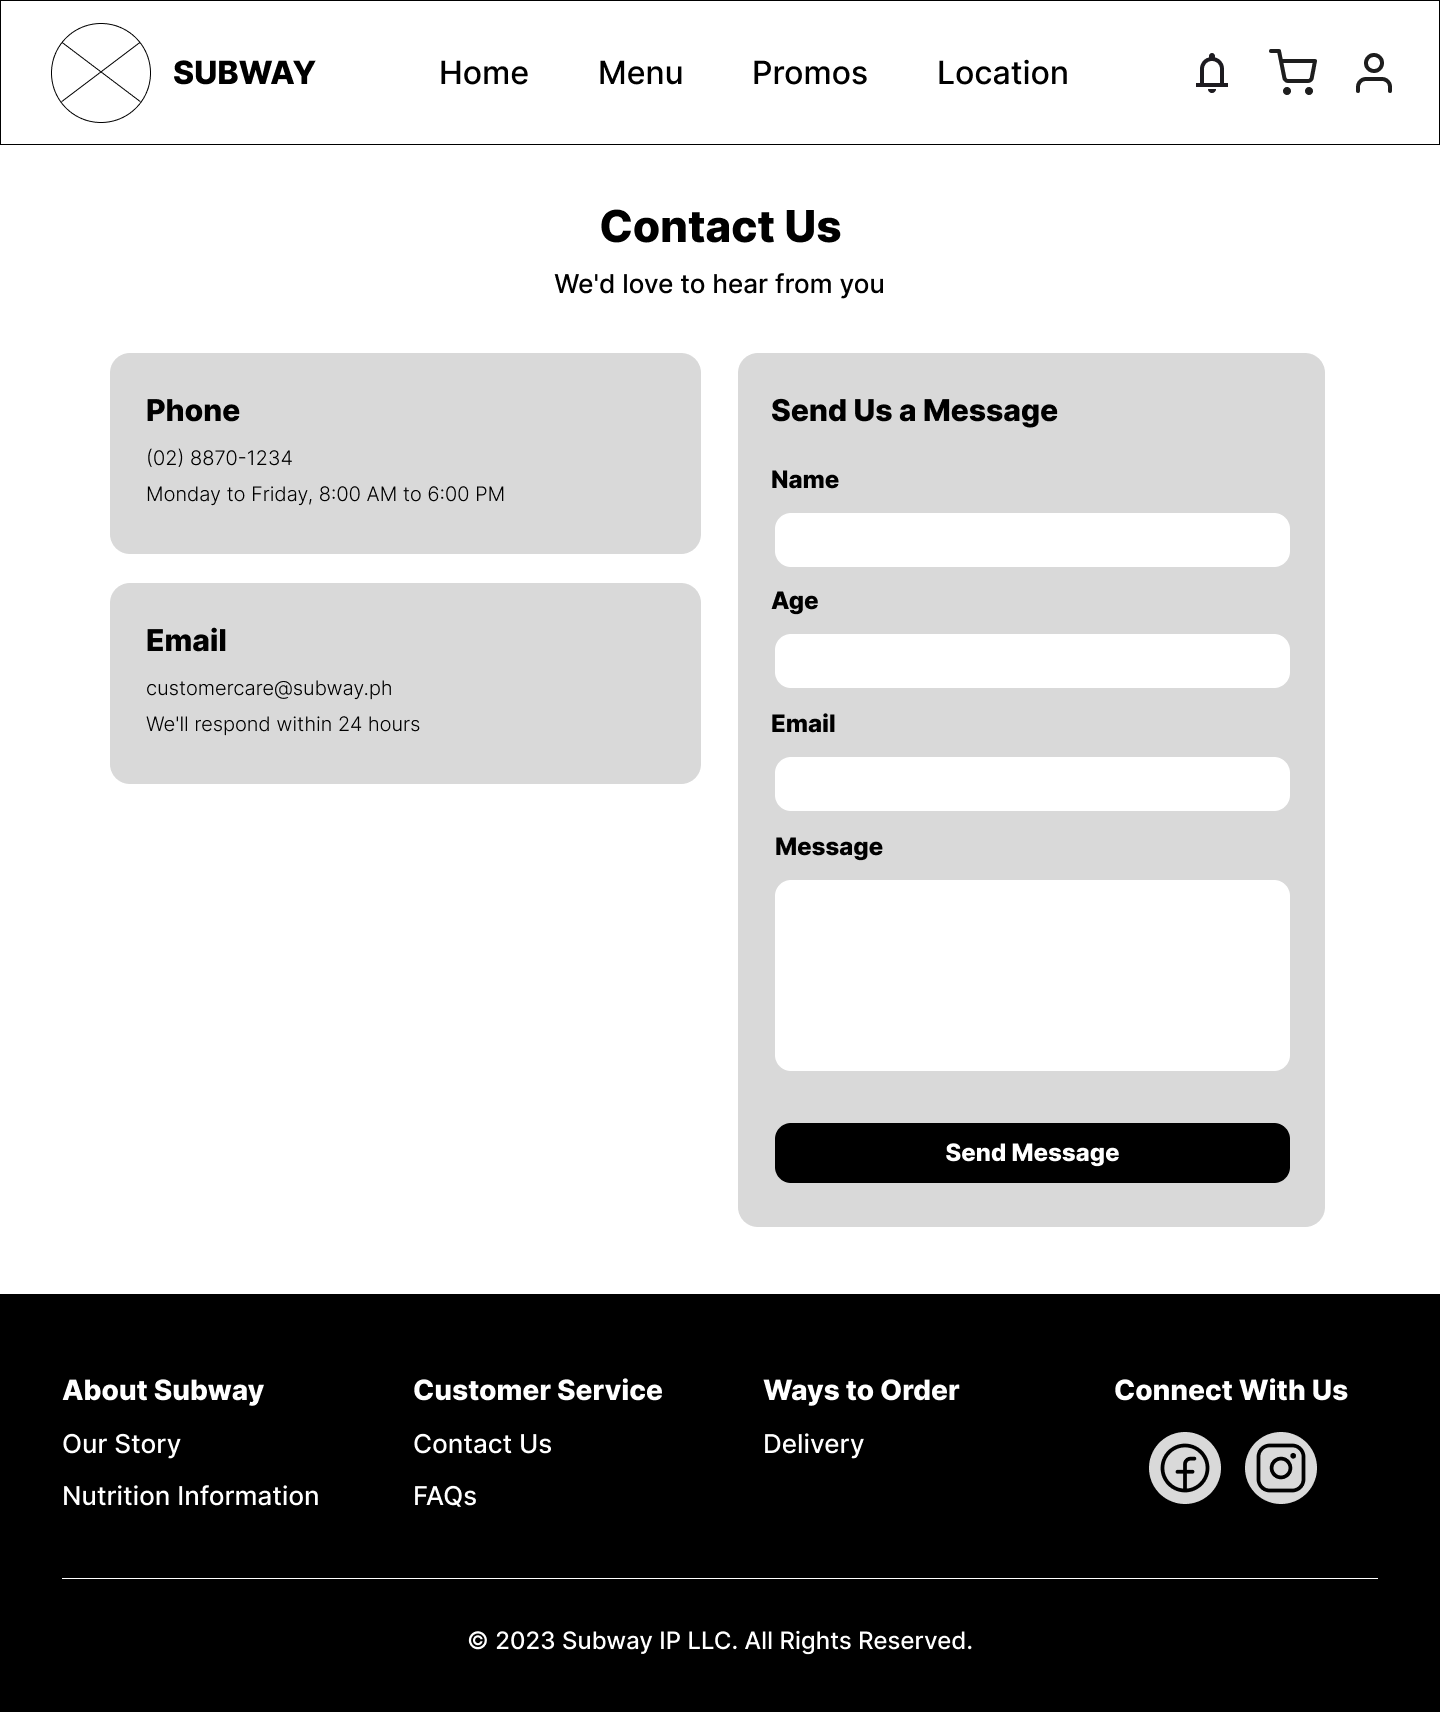 SUBWAY
Home
Menu
Promos
Location
Contact Us
We'd love to hear from you
Phone
(02) 8870-1234
Monday to Friday, 8:00 AM to 6:00 PM
Email
customercare@subway.ph
We'll respond within 24 hours
Send Us a Message
Name
Age
Email
Message
Send Message
About Subway
Our Story
Nutrition Information
Customer Service
Contact Us
FAQs
Ways to Order
Delivery
Connect With Us
© 2023 Subway IP LLC. All Rights Reserved.